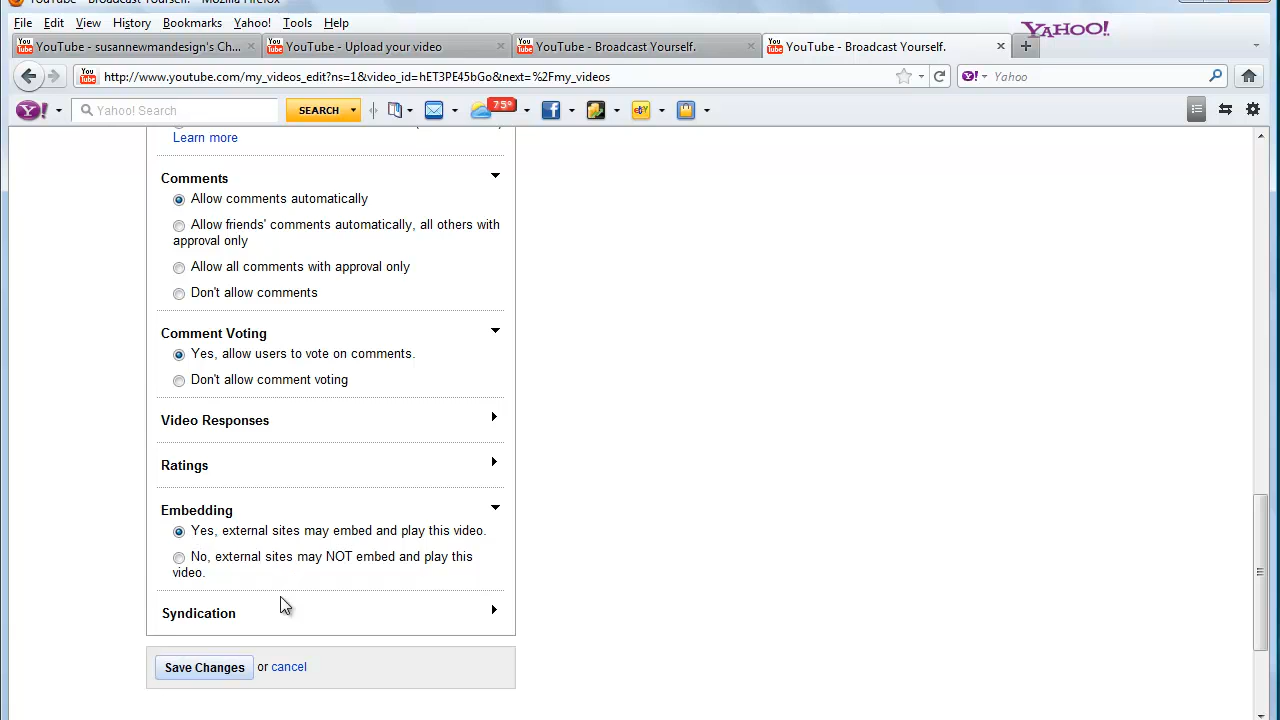 YouTube - Broadcast Yourself. - Mozilla Firefox
File Edit View History Bookmarks Yahoo! Tools Help
YAHOO!
YouTube - susannewmandesign's Ch...
YouTube - Upload your video
YouTube - Broadcast Yourself.
YouTube - Broadcast Yourself.
http://www.youtube.com/my_videos_edit?ns=1&video_id=hET3PE45bGo&next=%2Fmy_videos
Yahoo
Yahoo! Search
SEARCH
75°
Learn more
Comments
Allow comments automatically
Allow friends' comments automatically, all others with
approval only
Allow all comments with approval only
Don't allow comments
Comment Voting
Yes, allow users to vote on comments.
Don't allow comment voting
Video Responses
Ratings
Embedding
Yes, external sites may embed and play this video.
No, external sites may NOT embed and play this
video.
Syndication
Save Changes or cancel